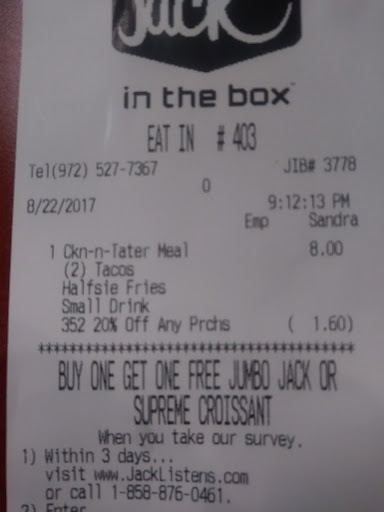 Jack
in the box
EAT IN # 403
Tel(972) 527-7367 JIB# 3778
0
8/22/2017 9:12:13 PM
Emp Sandra
1 Ckn-n-Tater Meal 8.00
(2) Tacos
Halfsie Fries
Small Drink
352 20% Off Any Prchs ( 1.60)
****************************************
BUY ONE GET ONE FREE JUMBO JACK OR
SUPREME CROISSANT
When you take our survey.
1) Within 3 days...
visit www.JackListens.com
or call 1-858-876-0461.
2) Enter